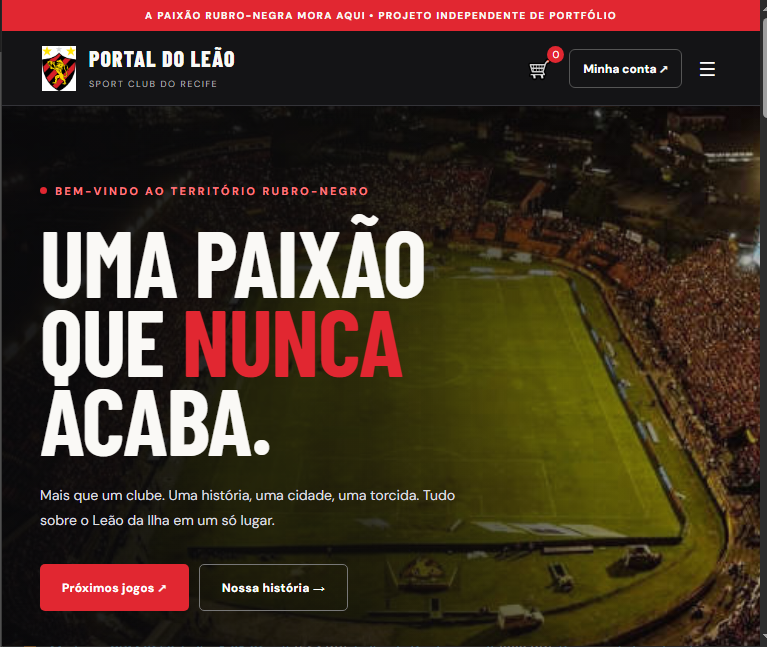 A PAIXÃO RUBRO-NEGRA MORA AQUI • PROJETO INDEPENDENTE DE PORTFÓLIO
PORTAL DO LEÃO
SPORT CLUB DO RECIFE
0
Minha conta ↗
BEM-VINDO AO TERRITÓRIO RUBRO-NEGRO
UMA PAIXÃO
QUE NUNCA
ACABA.
Mais que um clube. Uma história, uma cidade, uma torcida. Tudo
sobre o Leão da Ilha em um só lugar.
Próximos jogos ↗
Nossa história →